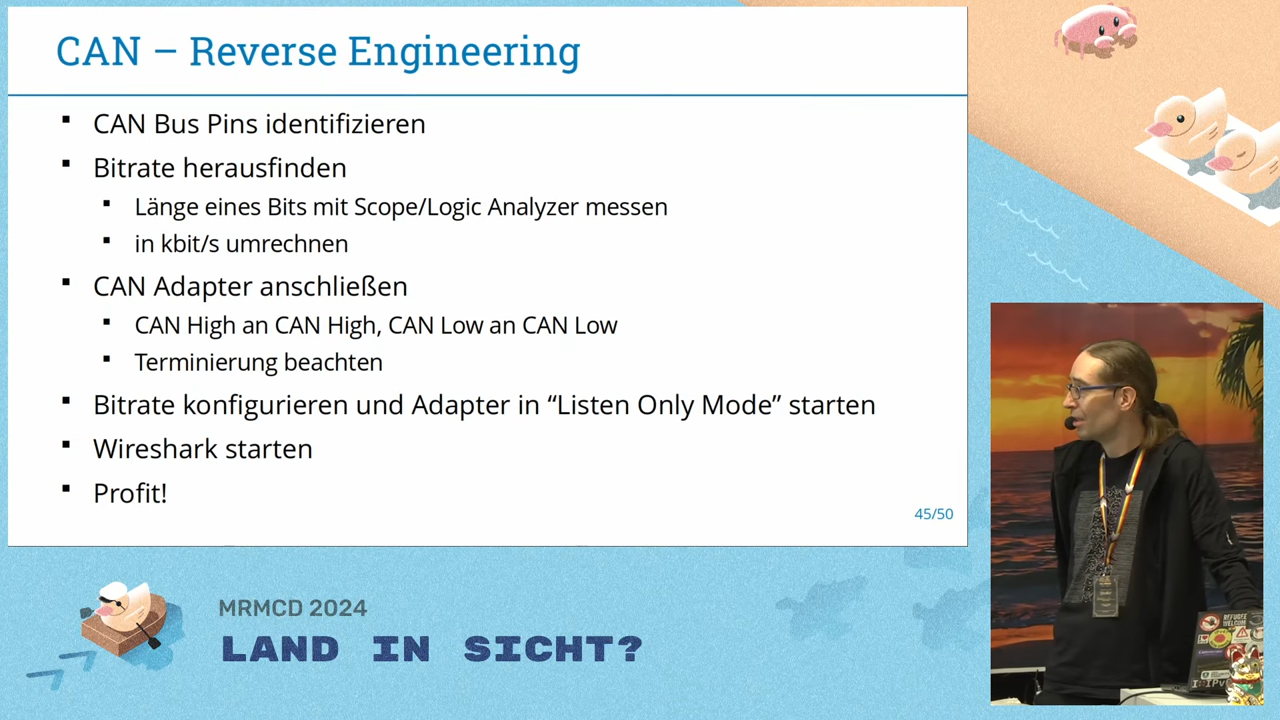 CAN – Reverse Engineering
CAN Bus Pins identifizieren
Bitrate herausfinden
Länge eines Bits mit Scope/Logic Analyzer messen
in kbit/s umrechnen
CAN Adapter anschließen
CAN High an CAN High, CAN Low an CAN Low
Terminierung beachten
Bitrate konfigurieren und Adapter in “Listen Only Mode” starten
Wireshark starten
Profit!
45/50
MRMCD 2024
LAND IN SICHT?
REFUGEE
WELCOME